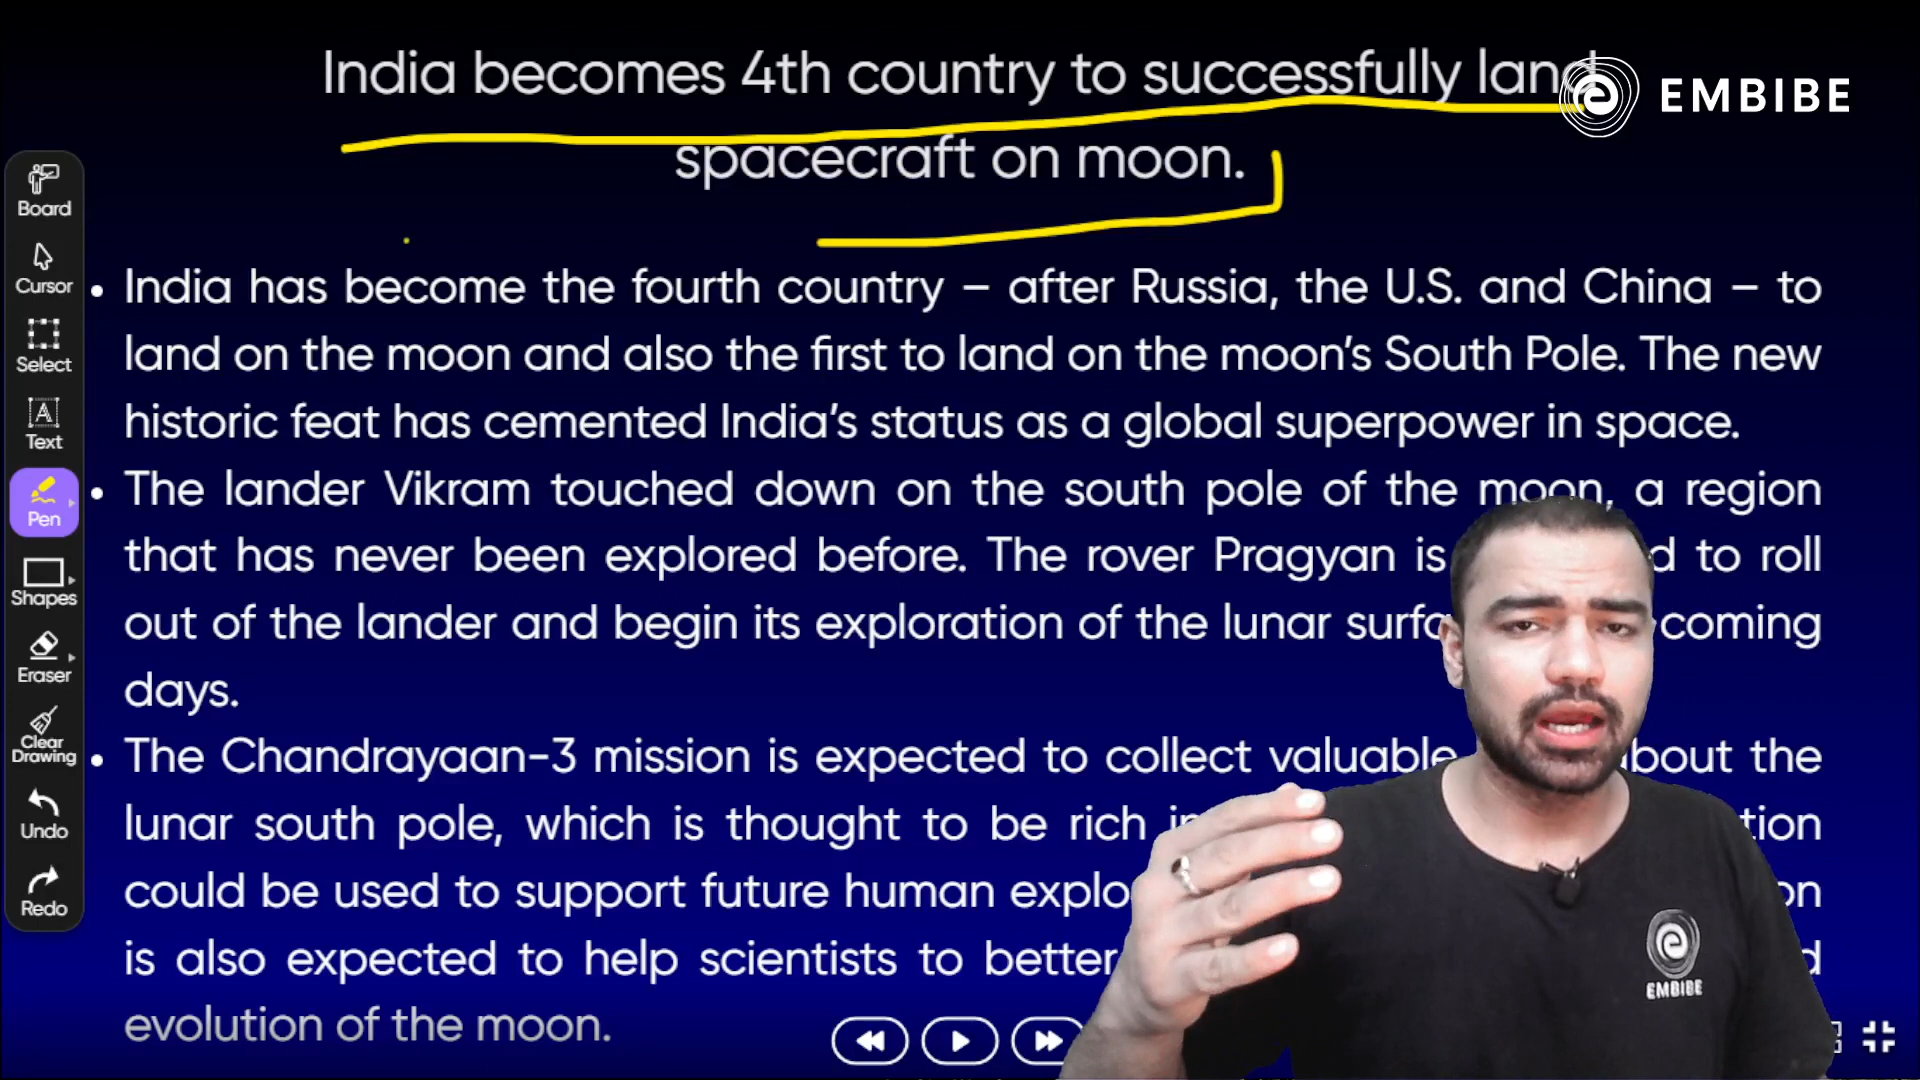 India becomes 4th country to successfully land
EMBIBE
spacecraft on moon.
Board
Cursor
Select
Text
Pen
Shapes
Eraser
Clear
Drawing
Undo
Redo
• India has become the fourth country – after Russia, the U.S. and China – to
land on the moon and also the first to land on the moon's South Pole. The new
historic feat has cemented India's status as a global superpower in space.
• The lander Vikram touched down on the south pole of the moon, a region
that has never been explored before. The rover Pragyan is to roll
out of the lander and begin its exploration of the lunar coming
days.
• The Chandrayaan-3 mission is expected to collect valuable about the
lunar south pole, which is thought to be rich
could be used to support future human
is also expected to help scientists to better
evolution of the moon.
EMBIBE